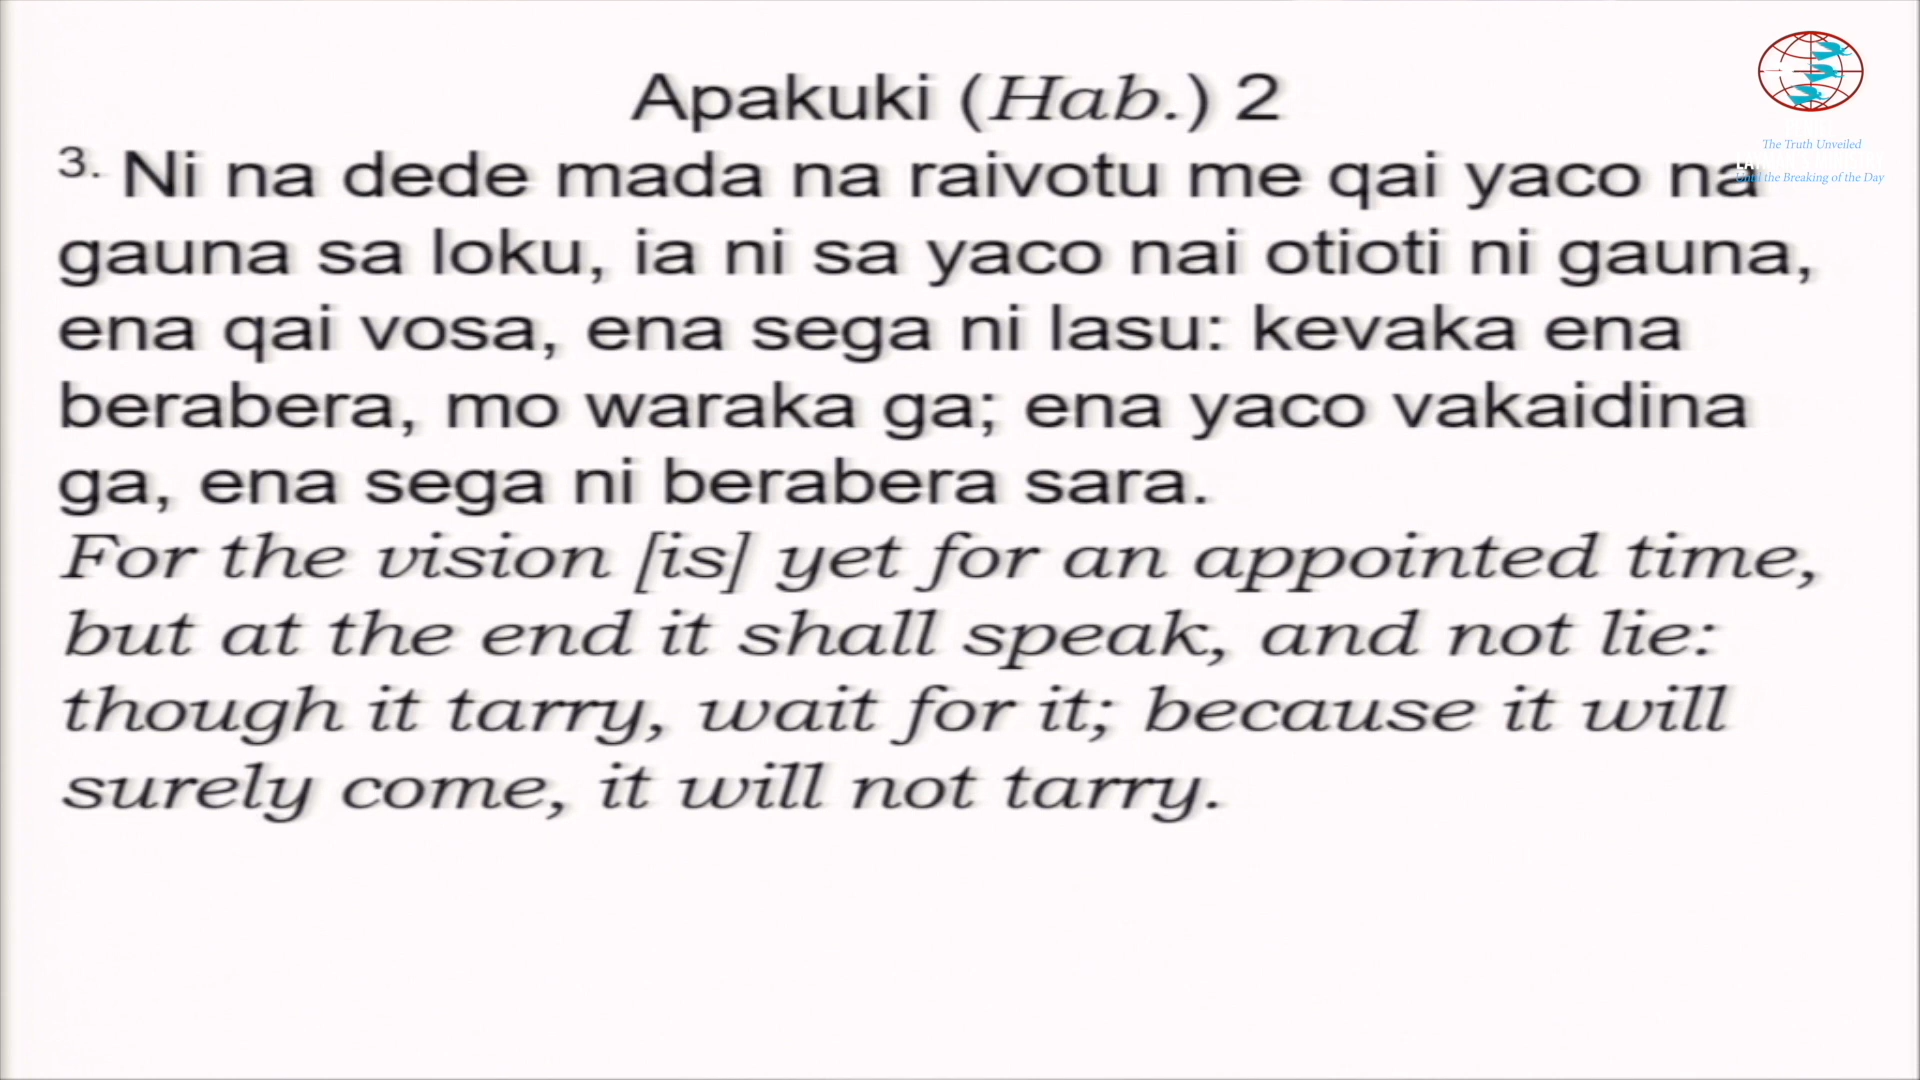 Apakuki (Hab.) 2
3. Ni na dede mada na raivotu me qai yaco na
gauna sa loku, ia ni sa yaco nai otioti ni gauna,
ena qai vosa, ena sega ni lasu: kevaka ena
berabera, mo waraka ga; ena yaco vakaidina
ga, ena sega ni berabera sara.
For the vision [is] yet for an appointed time,
but at the end it shall speak, and not lie:
though it tarry, wait for it; because it will
surely come, it will not tarry.
The Truth Unveiled
Until the Breaking of the Day